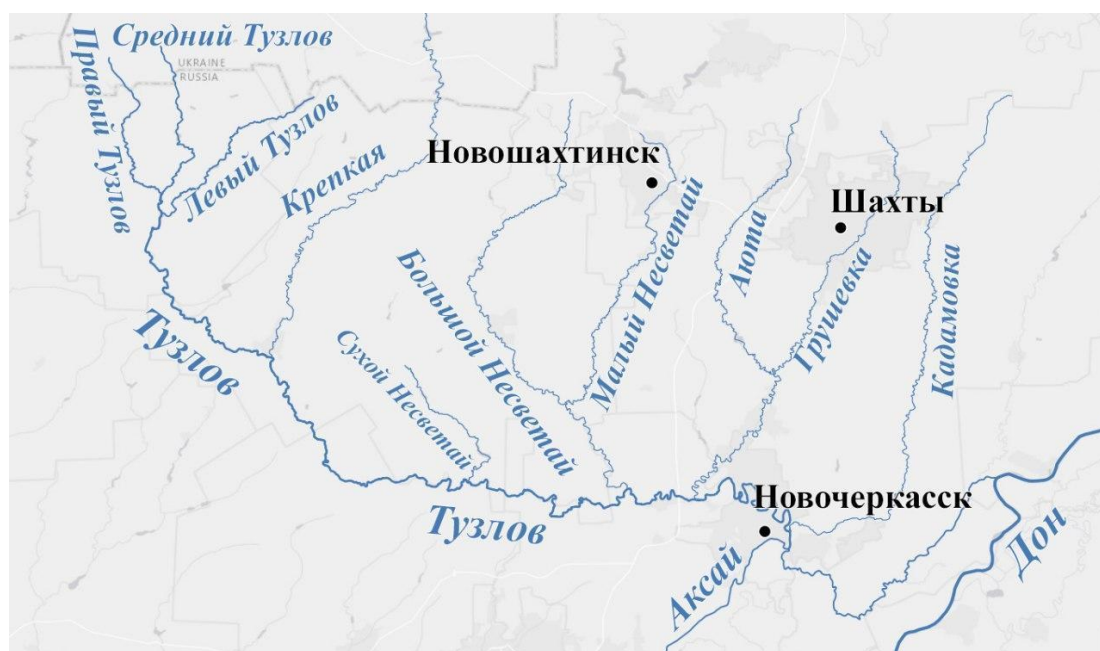 Средний Тузлов
UKRAINE
RUSSIA
Правый Тузлов
Левый Тузлов
Крепкая
Новошахтинск
Шахты
Аюта
Малый Несветай
Большой Несветай
Грушевка
Кадамовка
Тузлов
Сухой Несветай
Тузлов
Новочеркасск
Аксай
Дон